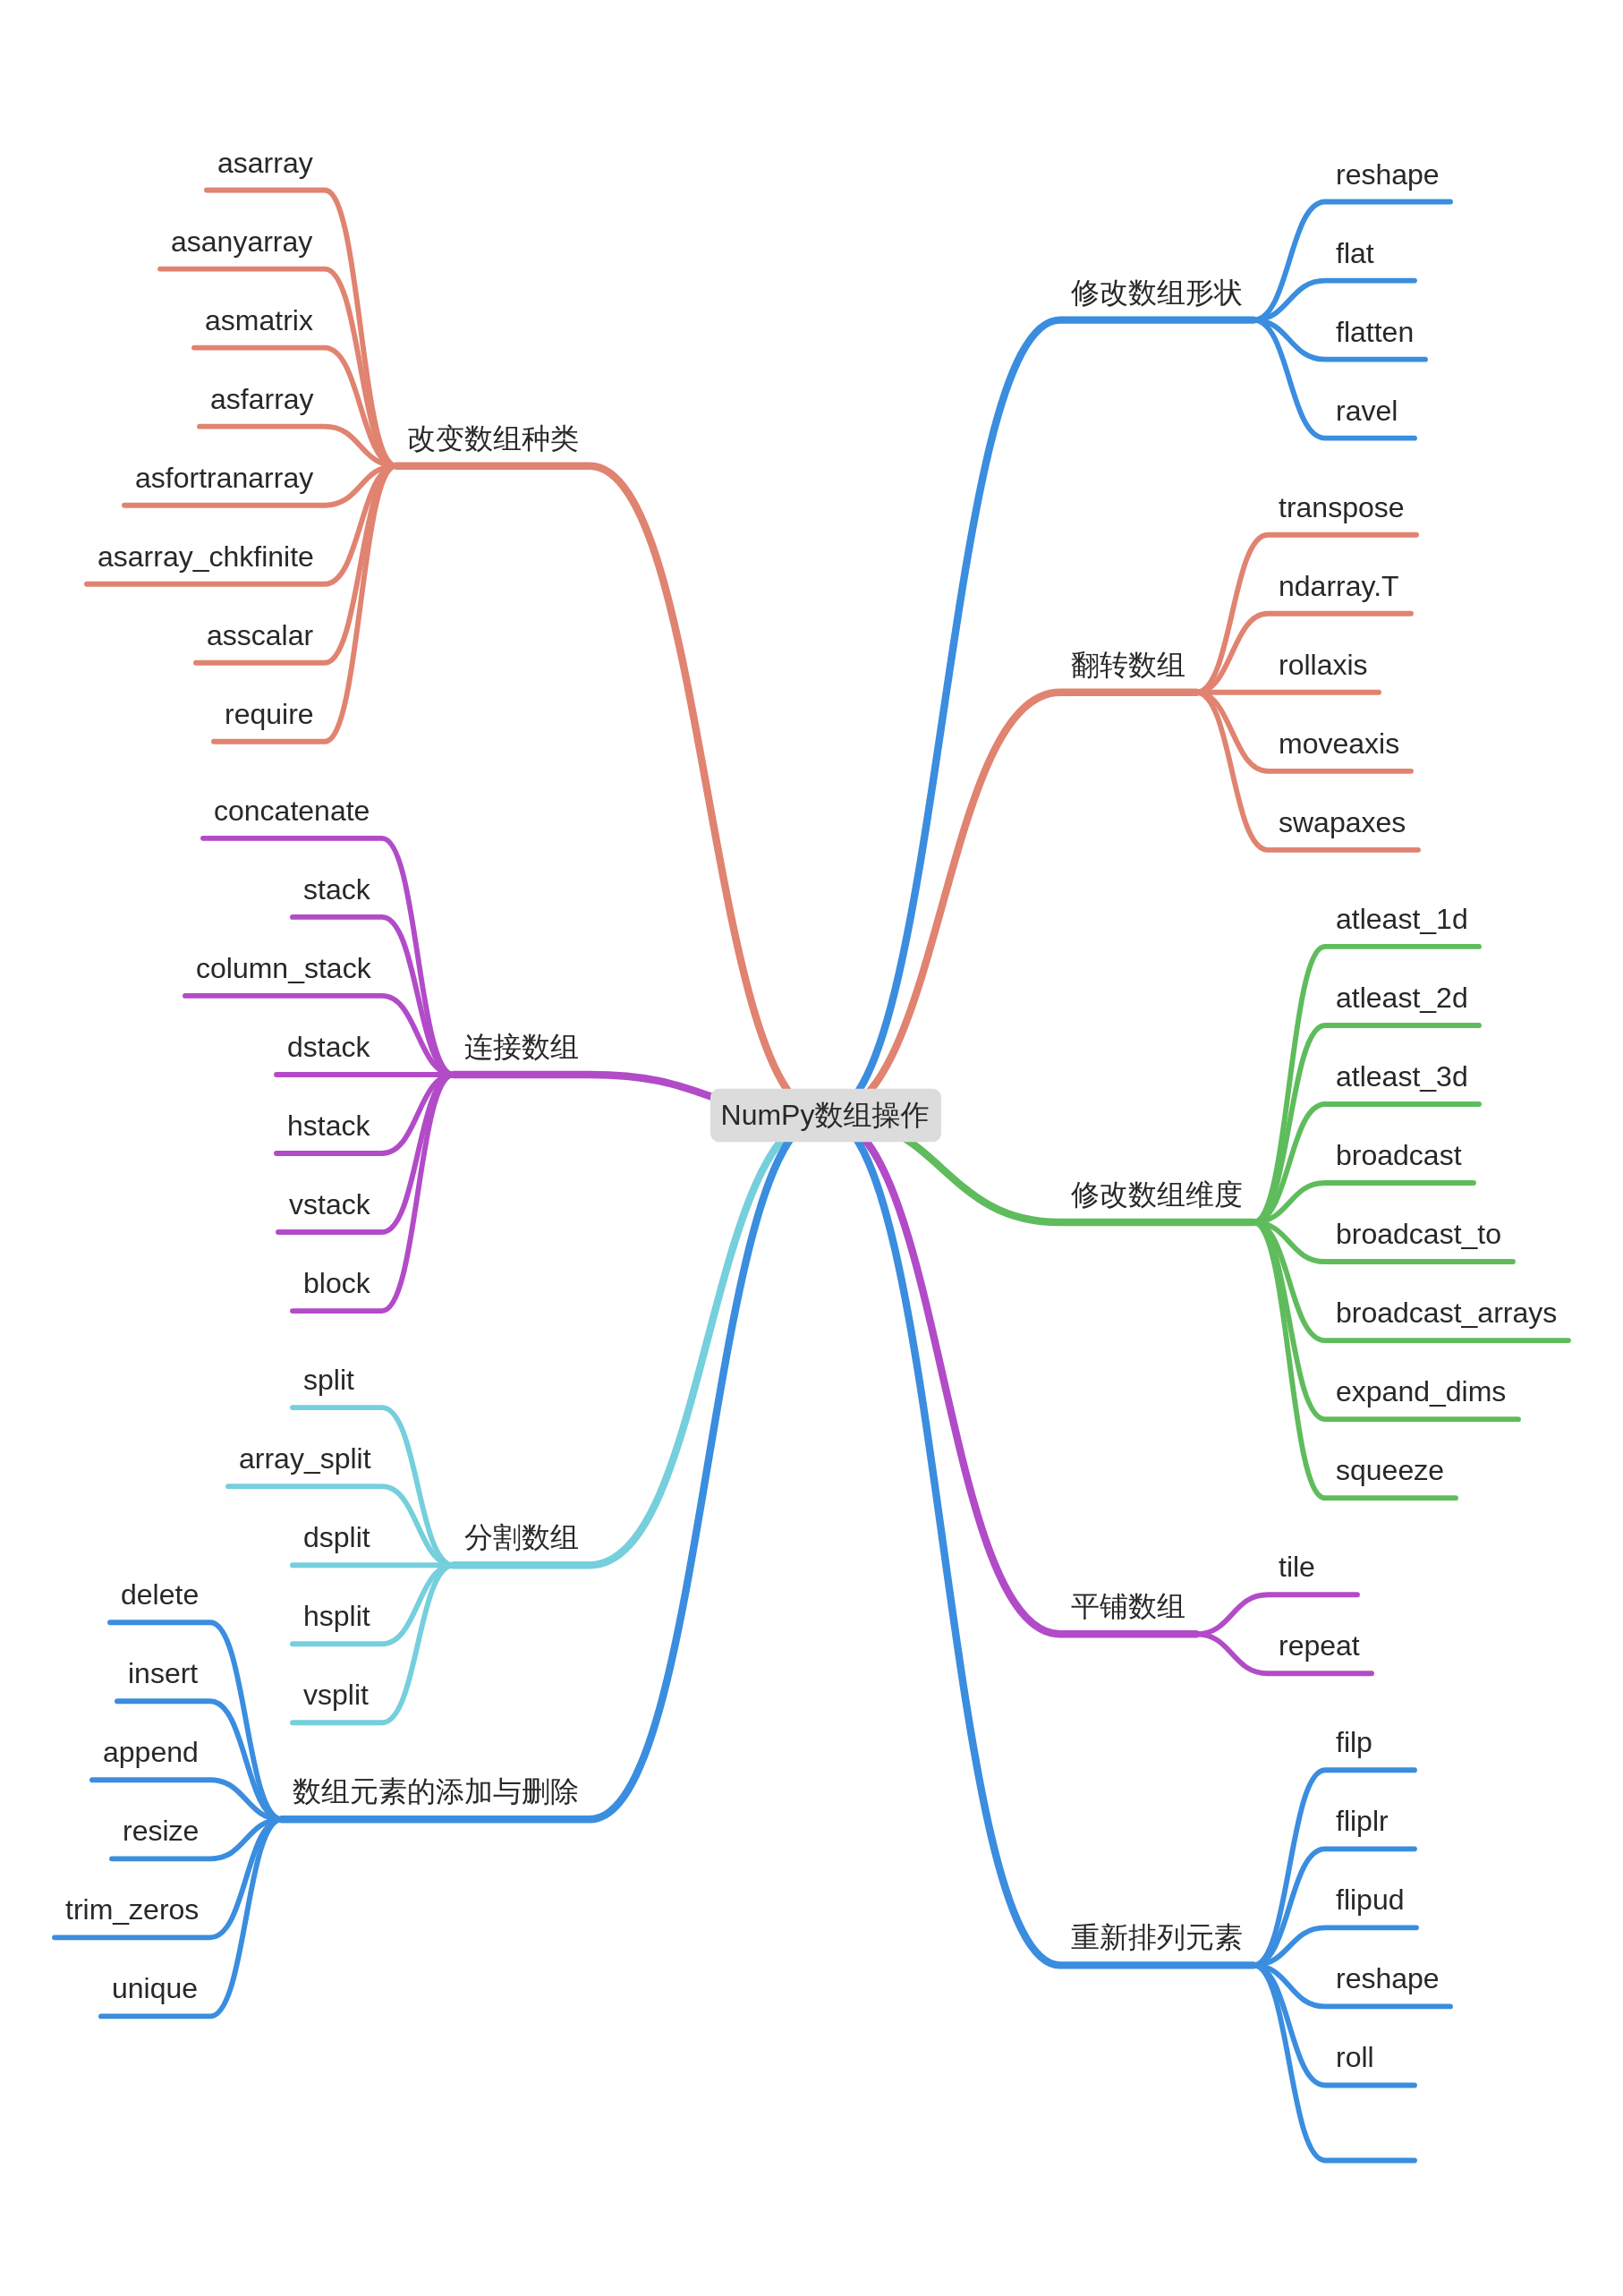 NumPy数组操作
改变数组种类
asarray
asanyarray
asmatrix
asfarray
asfortranarray
asarray_chkfinite
asscalar
require
连接数组
concatenate
stack
column_stack
dstack
hstack
vstack
block
分割数组
split
array_split
dsplit
hsplit
vsplit
数组元素的添加与删除
delete
insert
append
resize
trim_zeros
unique
修改数组形状
reshape
flat
flatten
ravel
翻转数组
transpose
ndarray.T
rollaxis
moveaxis
swapaxes
修改数组维度
atleast_1d
atleast_2d
atleast_3d
broadcast
broadcast_to
broadcast_arrays
expand_dims
squeeze
平铺数组
tile
repeat
重新排列元素
filp
fliplr
flipud
reshape
roll